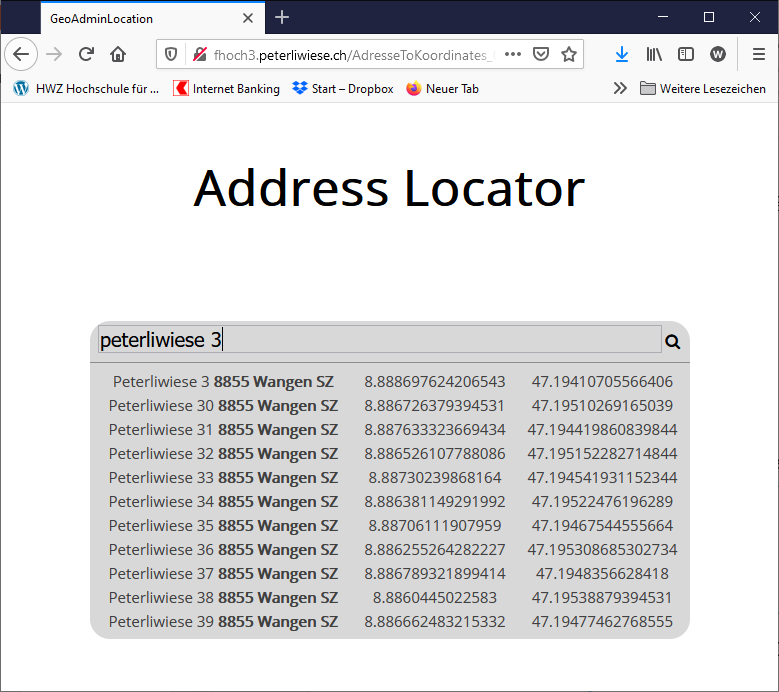 GeoAdminLocation
fhoch3.peterliwiese.ch/AdresseToKoordinates_
HWZ Hochschule für ... Internet Banking Start – Dropbox Neuer Tab Weitere Lesezeichen
Address Locator
peterliwiese 3
Peterliwiese 3 8855 Wangen SZ 8.888697624206543 47.19410705566406
Peterliwiese 30 8855 Wangen SZ 8.886726379394531 47.19510269165039
Peterliwiese 31 8855 Wangen SZ 8.887633323669434 47.194419860839844
Peterliwiese 32 8855 Wangen SZ 8.886526107788086 47.195152282714844
Peterliwiese 33 8855 Wangen SZ 8.88730239868164 47.194541931152344
Peterliwiese 34 8855 Wangen SZ 8.886381149291992 47.19522476196289
Peterliwiese 35 8855 Wangen SZ 8.88706111907959 47.19467544555664
Peterliwiese 36 8855 Wangen SZ 8.886255264282227 47.195308685302734
Peterliwiese 37 8855 Wangen SZ 8.886789321899414 47.1948356628418
Peterliwiese 38 8855 Wangen SZ 8.8860445022583 47.19538879394531
Peterliwiese 39 8855 Wangen SZ 8.886662483215332 47.19477462768555